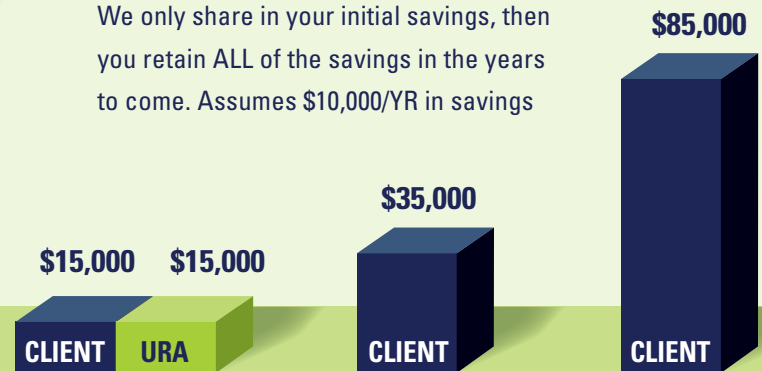 We only share in your initial savings, then
you retain ALL of the savings in the years
to come. Assumes $10,000/YR in savings
$85,000
$35,000
$15,000 $15,000
CLIENT URA CLIENT CLIENT